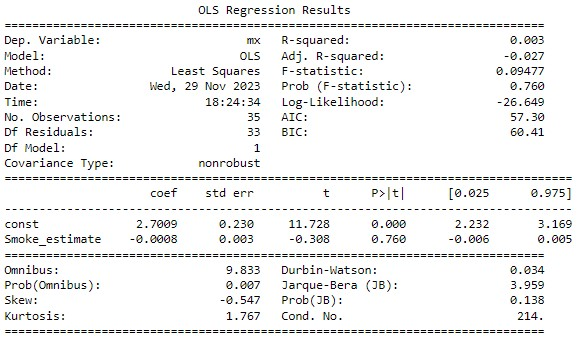 OLS Regression Results
==============================================================================
Dep. Variable: mx R-squared: 0.003
Model: OLS Adj. R-squared: -0.027
Method: Least Squares F-statistic: 0.09477
Date: Wed, 29 Nov 2023 Prob (F-statistic): 0.760
Time: 18:24:34 Log-Likelihood: -26.649
No. Observations: 35 AIC: 57.30
Df Residuals: 33 BIC: 60.41
Df Model: 1
Covariance Type: nonrobust
==================================================================================
coef std err t P>|t| [0.025 0.975]
----------------------------------------------------------------------------------
const 2.7009 0.230 11.728 0.000 2.232 3.169
Smoke_estimate -0.0008 0.003 -0.308 0.760 -0.006 0.005
==============================================================================
Omnibus: 9.833 Durbin-Watson: 0.034
Prob(Omnibus): 0.007 Jarque-Bera (JB): 3.959
Skew: -0.547 Prob(JB): 0.138
Kurtosis: 1.767 Cond. No. 214.
==============================================================================